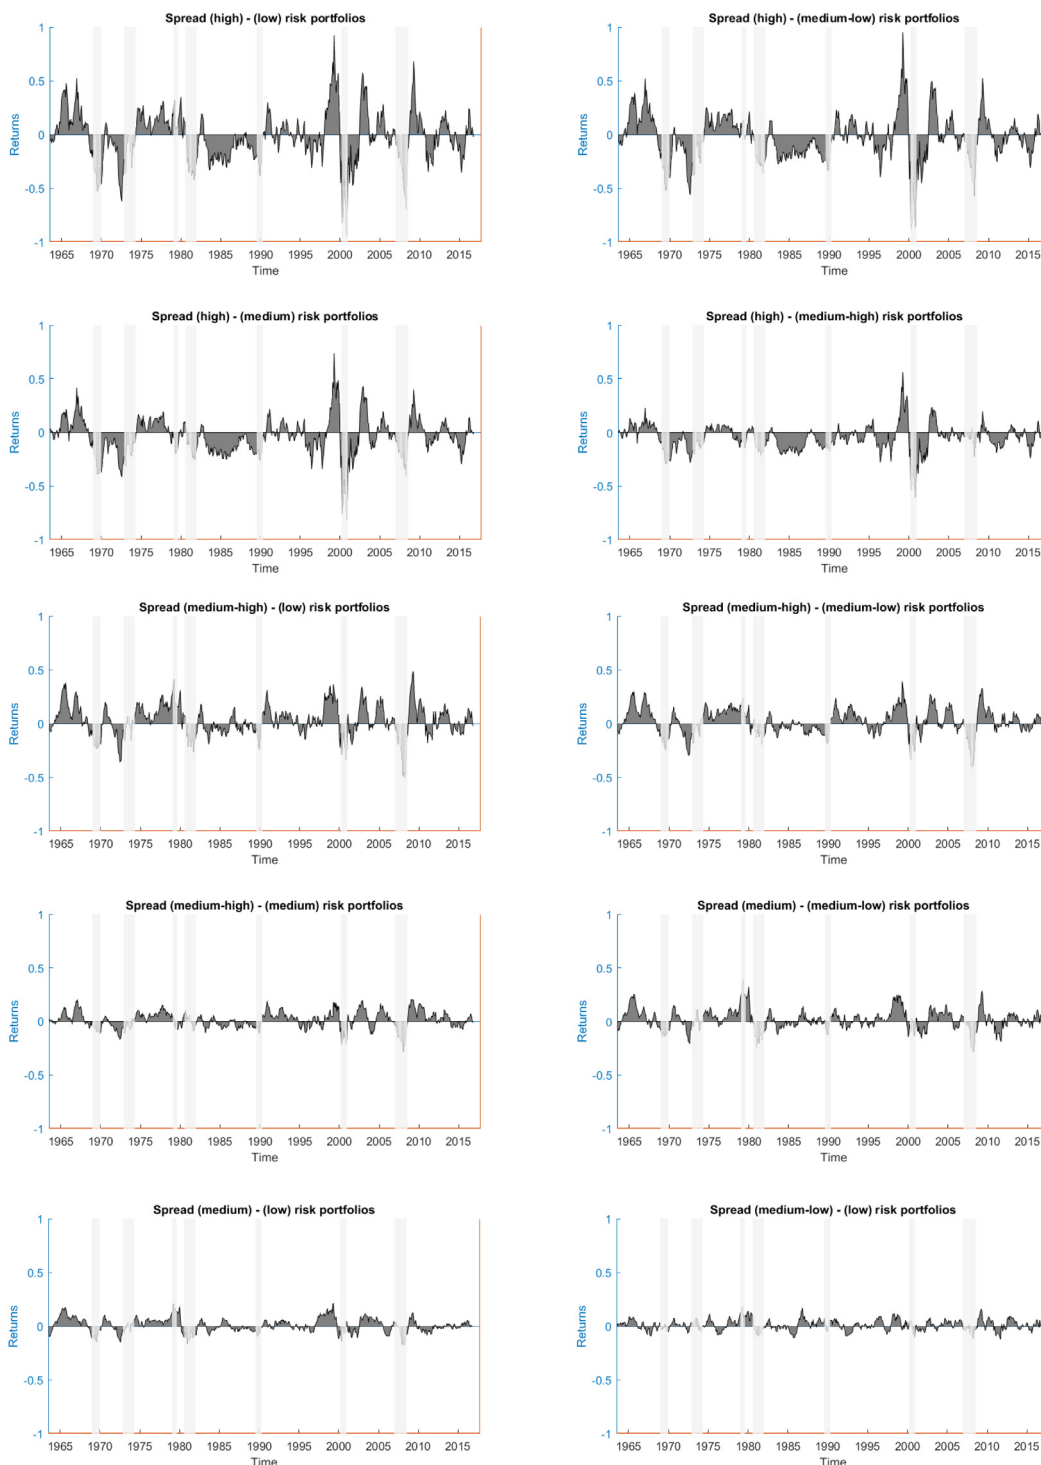 Spread (high) - (low) risk portfolios
1
0.5
0
-0.5
-1
Returns
1965 1970 1975 1980 1985 1990 1995 2000 2005 2010 2015
Time
Spread (high) - (medium-low) risk portfolios
1
0.5
0
-0.5
-1
Returns
1965 1970 1975 1980 1985 1990 1995 2000 2005 2010 2015
Time
Spread (high) - (medium) risk portfolios
1
0.5
0
-0.5
-1
Returns
1965 1970 1975 1980 1985 1990 1995 2000 2005 2010 2015
Time
Spread (high) - (medium-high) risk portfolios
1
0.5
0
-0.5
-1
Returns
1965 1970 1975 1980 1985 1990 1995 2000 2005 2010 2015
Time
Spread (medium-high) - (low) risk portfolios
1
0.5
0
-0.5
-1
Returns
1965 1970 1975 1980 1985 1990 1995 2000 2005 2010 2015
Time
Spread (medium-high) - (medium-low) risk portfolios
1
0.5
0
-0.5
-1
Returns
1965 1970 1975 1980 1985 1990 1995 2000 2005 2010 2015
Time
Spread (medium-high) - (medium) risk portfolios
1
0.5
0
-0.5
-1
Returns
1965 1970 1975 1980 1985 1990 1995 2000 2005 2010 2015
Time
Spread (medium) - (medium-low) risk portfolios
1
0.5
0
-0.5
-1
Returns
1965 1970 1975 1980 1985 1990 1995 2000 2005 2010 2015
Time
Spread (medium) - (low) risk portfolios
1
0.5
0
-0.5
-1
Returns
1965 1970 1975 1980 1985 1990 1995 2000 2005 2010 2015
Time
Spread (medium-low) - (low) risk portfolios
1
0.5
0
-0.5
-1
Returns
1965 1970 1975 1980 1985 1990 1995 2000 2005 2010 2015
Time